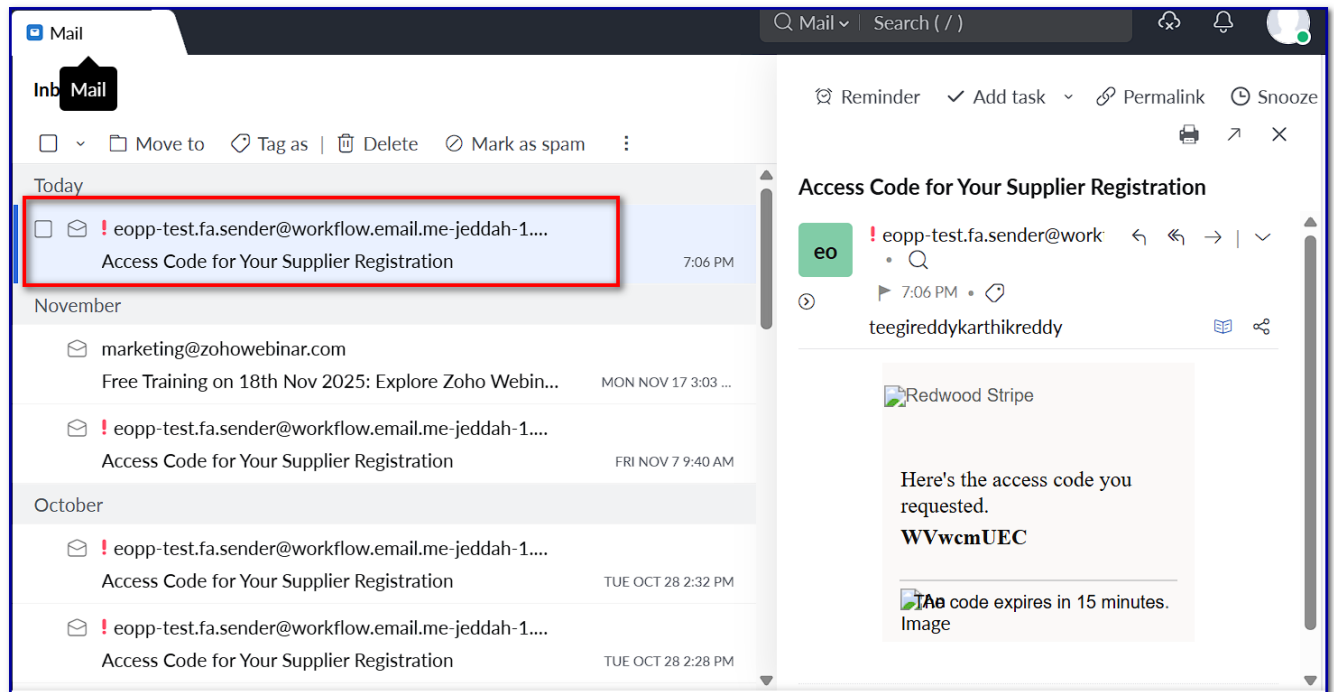 Mail
Mail
Search ( / )
Inb
Mail
Reminder
Add task
Permalink
Snooze
Move to
Tag as
Delete
Mark as spam
Today
! eopp-test.fa.sender@workflow.email.me-jeddah-1....
Access Code for Your Supplier Registration
7:06 PM
November
marketing@zohowebinar.com
Free Training on 18th Nov 2025: Explore Zoho Webin...
MON NOV 17 3:03 ...
! eopp-test.fa.sender@workflow.email.me-jeddah-1....
Access Code for Your Supplier Registration
FRI NOV 7 9:40 AM
October
! eopp-test.fa.sender@workflow.email.me-jeddah-1....
Access Code for Your Supplier Registration
TUE OCT 28 2:32 PM
! eopp-test.fa.sender@workflow.email.me-jeddah-1....
Access Code for Your Supplier Registration
TUE OCT 28 2:28 PM
Access Code for Your Supplier Registration
eo
! eopp-test.fa.sender@work
7:06 PM
teegireddykarthikreddy
Redwood Stripe
Here's the access code you
requested.
WVwcmUEC
An
The code expires in 15 minutes.
Image